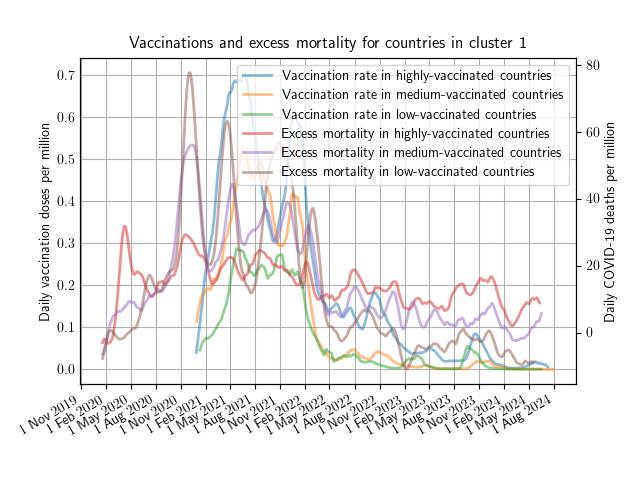 Vaccinations and excess mortality for countries in cluster 1
Vaccination rate in highly-vaccinated countries
Vaccination rate in medium-vaccinated countries
Vaccination rate in low-vaccinated countries
Excess mortality in highly-vaccinated countries
Excess mortality in medium-vaccinated countries
Excess mortality in low-vaccinated countries
Daily vaccination doses per million
0.7
0.6
0.5
0.4
0.3
0.2
0.1
0.0
80
60
40
20
0
Daily COVID-19 deaths per million
1 Nov 2019
1 Feb 2020
1 May 2020
1 Aug 2020
1 Nov 2020
1 Feb 2021
1 May 2021
1 Aug 2021
1 Nov 2021
1 Feb 2022
1 May 2022
1 Aug 2022
1 Nov 2022
1 Feb 2023
1 May 2023
1 Aug 2023
1 Nov 2023
1 Feb 2024
1 May 2024
1 Aug 2024